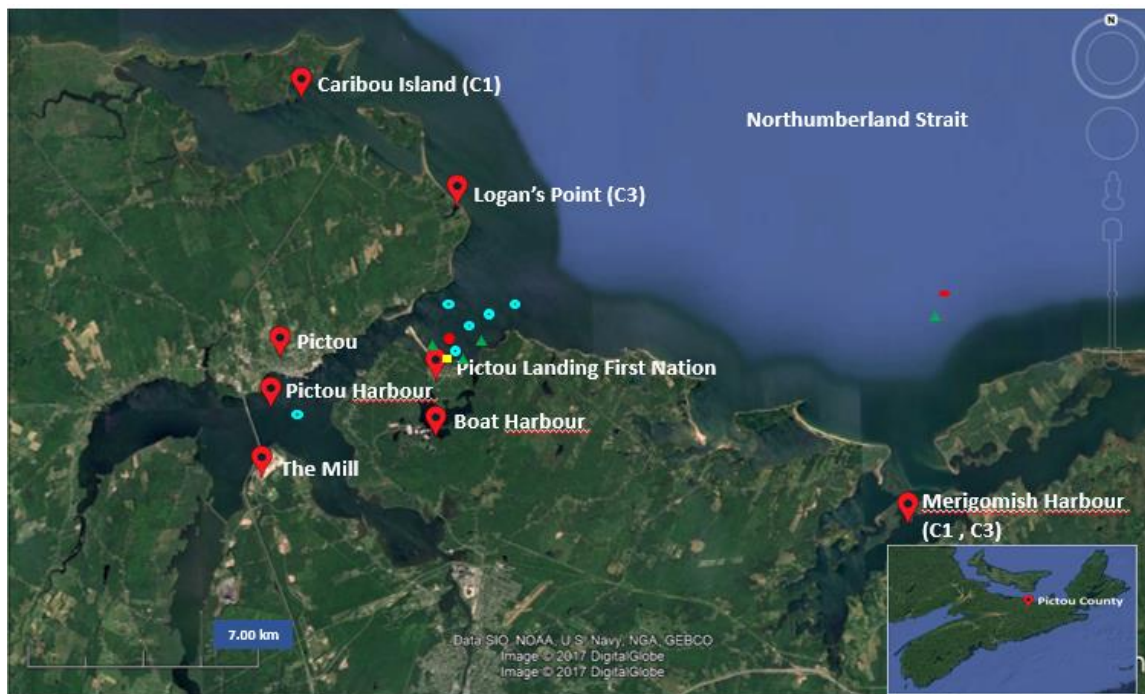 N
Caribou Island (C1)
Northumberland Strait
Logan's Point (C3)
Pictou
Pictou Landing First Nation
Pictou Harbour
Boat Harbour
The Mill
Merigomish Harbour
(C1 , C3)
Pictou County
7.00 km
Data SIO, NOAA, U.S. Navy, NGA, GEBCO
Image © 2017 DigitalGlobe
Image © 2017 DigitalGlobe